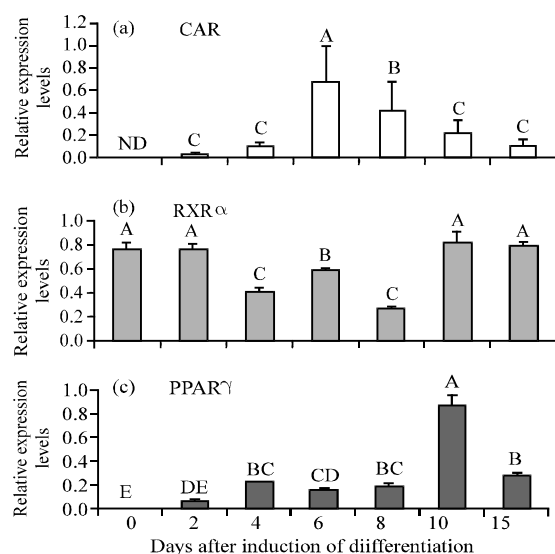 (a) CAR
Relative expression levels
1.2
1.0
0.8
0.6
0.4
0.2
0.0
ND C C A B C C
(b) RXR α
Relative expression levels
1.0
0.8
0.6
0.4
0.2
0.0
A A C B C A A
(c) PPARγ
Relative expression levels
1.0
0.8
0.6
0.4
0.2
0.0
E DE BC CD BC A B
0 2 4 6 8 10 15
Days after induction of diifferentiation